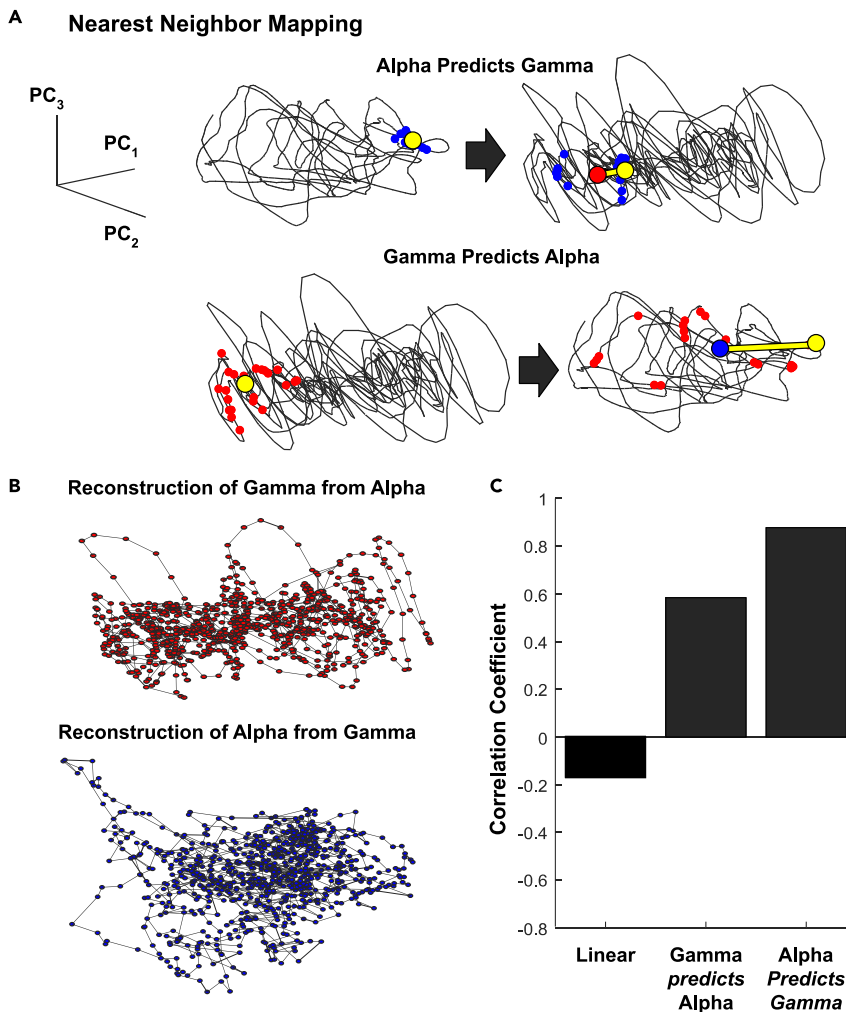 A
Nearest Neighbor Mapping
Alpha Predicts Gamma
PC3
PC1
PC2
Gamma Predicts Alpha
B
Reconstruction of Gamma from Alpha
Reconstruction of Alpha from Gamma
C
Correlation Coefficient
1
0.8
0.6
0.4
0.2
0
-0.2
-0.4
-0.6
-0.8
Linear
Gamma
predicts
Alpha
Alpha
Predicts
Gamma